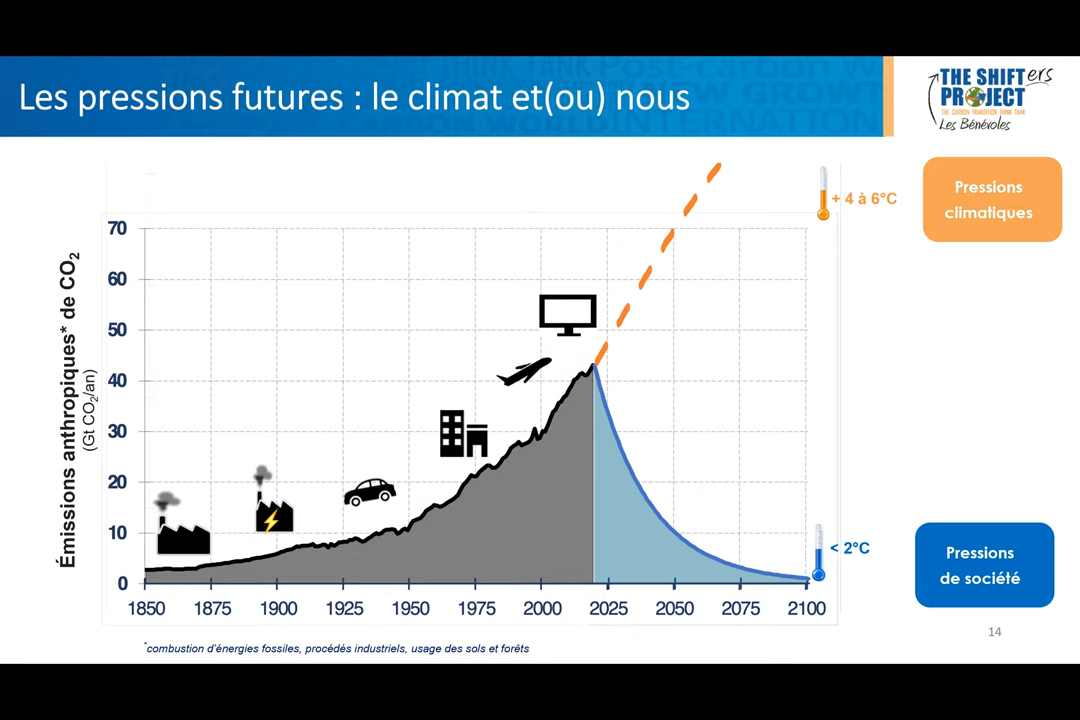 Les pressions futures : le climat et(ou) nous
THE SHIFTers
PROJECT
THE CARBON TRANSITION THINK TANK
Les Bénévoles
Pressions
climatiques
+ 4 à 6°C
Émissions anthropiques* de CO₂
(Gt CO₂/an)
70
60
50
40
30
20
10
0
< 2°C
Pressions
de société
1850 1875 1900 1925 1950 1975 2000 2025 2050 2075 2100
14
*combustion d'énergies fossiles, procédés industriels, usage des sols et forêts